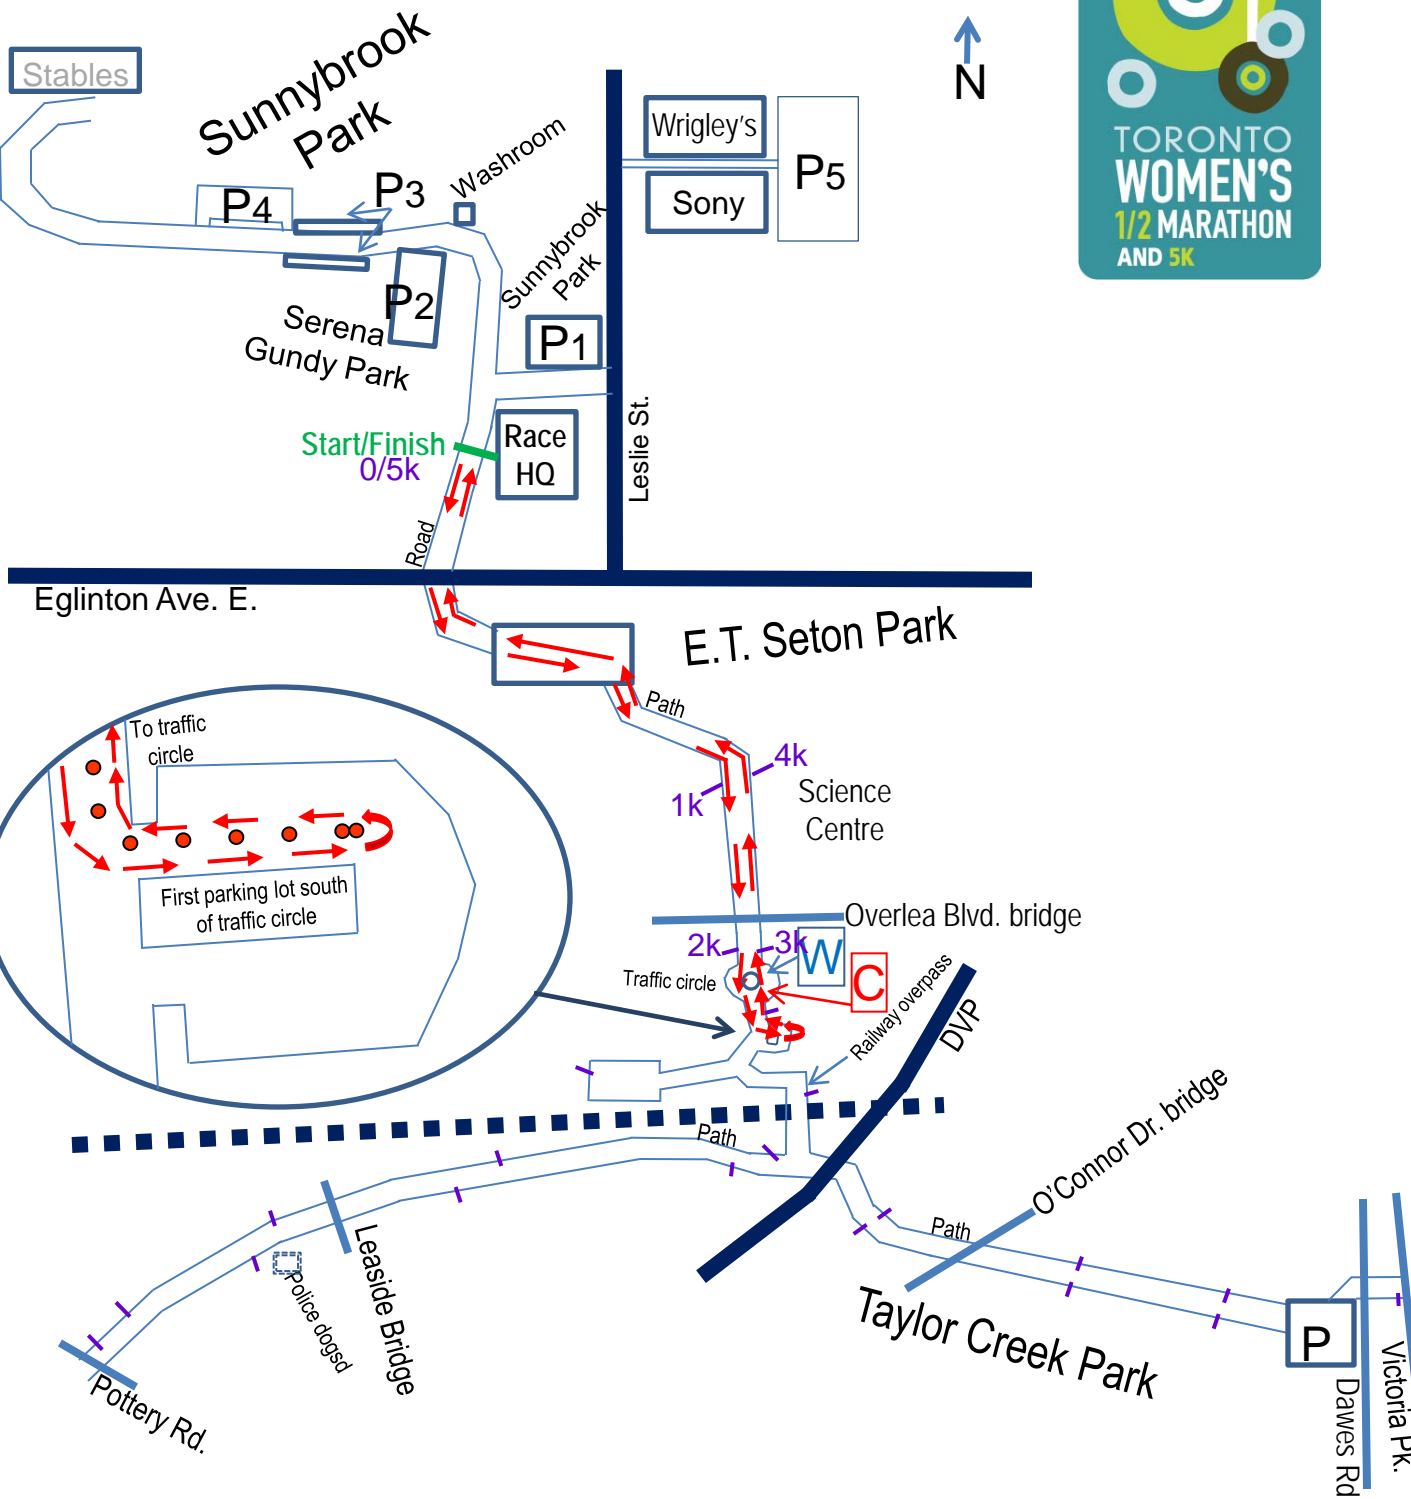 Stables
Sunnybrook
Park
N
TORONTO
WOMEN'S
1/2 MARATHON
AND 5K
Wrigley's
Sony
P5
Washroom
P3
P4
P2
Sunnybrook
Park
P1
Serena
Gundy Park
Start/Finish
0/5k
Race
HQ
Leslie St.
Road
Eglinton Ave. E.
E.T. Seton Park
Path
4k
1k
Science
Centre
To traffic
circle
First parking lot south
of traffic circle
Overlea Blvd. bridge
2k
3k
W
C
Traffic circle
Railway overpass
DVP
Path
O'Connor Dr. bridge
Path
Leaside Bridge
Police dogsd
Pottery Rd.
Taylor Creek Park
P
Dawes Rd
Victoria Pk.